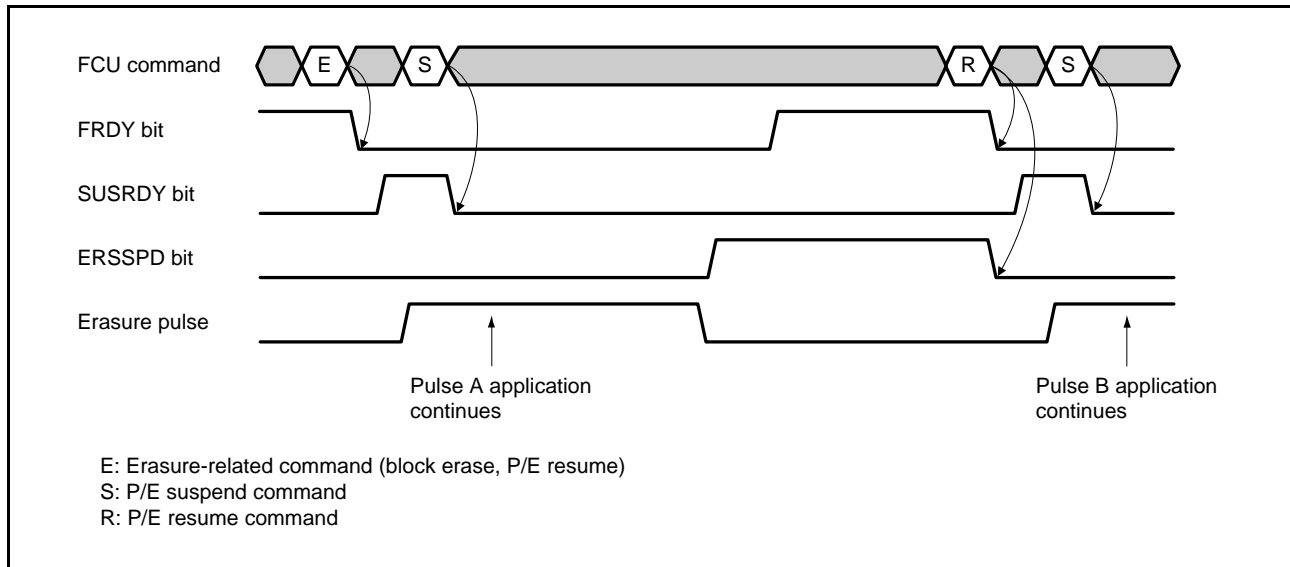 FCU command
E
S
R
S
FRDY bit
SUSRDY bit
ERSSPD bit
Erasure pulse
Pulse A application
continues
Pulse B application
continues
E: Erasure-related command (block erase, P/E resume)
S: P/E suspend command
R: P/E resume command